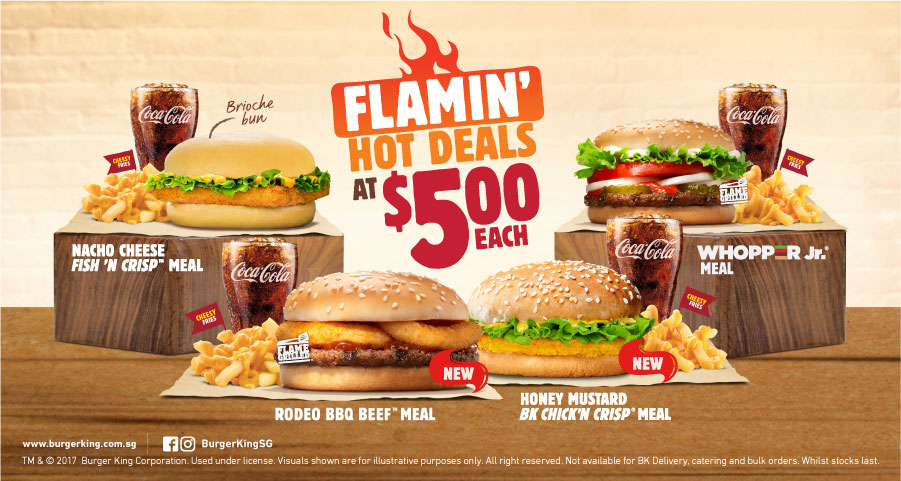 FLAMIN'
HOT DEALS
AT $5.00
EACH
Brioche
bun
Coca-Cola
CHEESY
FRIES
NACHO CHEESE
FISH 'N CRISP™ MEAL
Coca-Cola
CHEESY
FRIES
FLAME
GRILLED
WHOPPER Jr.®
MEAL
Coca-Cola
CHEESY
FRIES
FLAME
GRILLED
NEW
RODEO BBQ BEEF™ MEAL
Coca-Cola
CHEESY
FRIES
NEW
HONEY MUSTARD
BK CHICK'N CRISP® MEAL
www.burgerking.com.sg | BurgerKingSG
TM & © 2017 Burger King Corporation. Used under license. Visuals shown are for illustrative purposes only. All right reserved. Not available for BK Delivery, catering and bulk orders. Whilst stocks last.